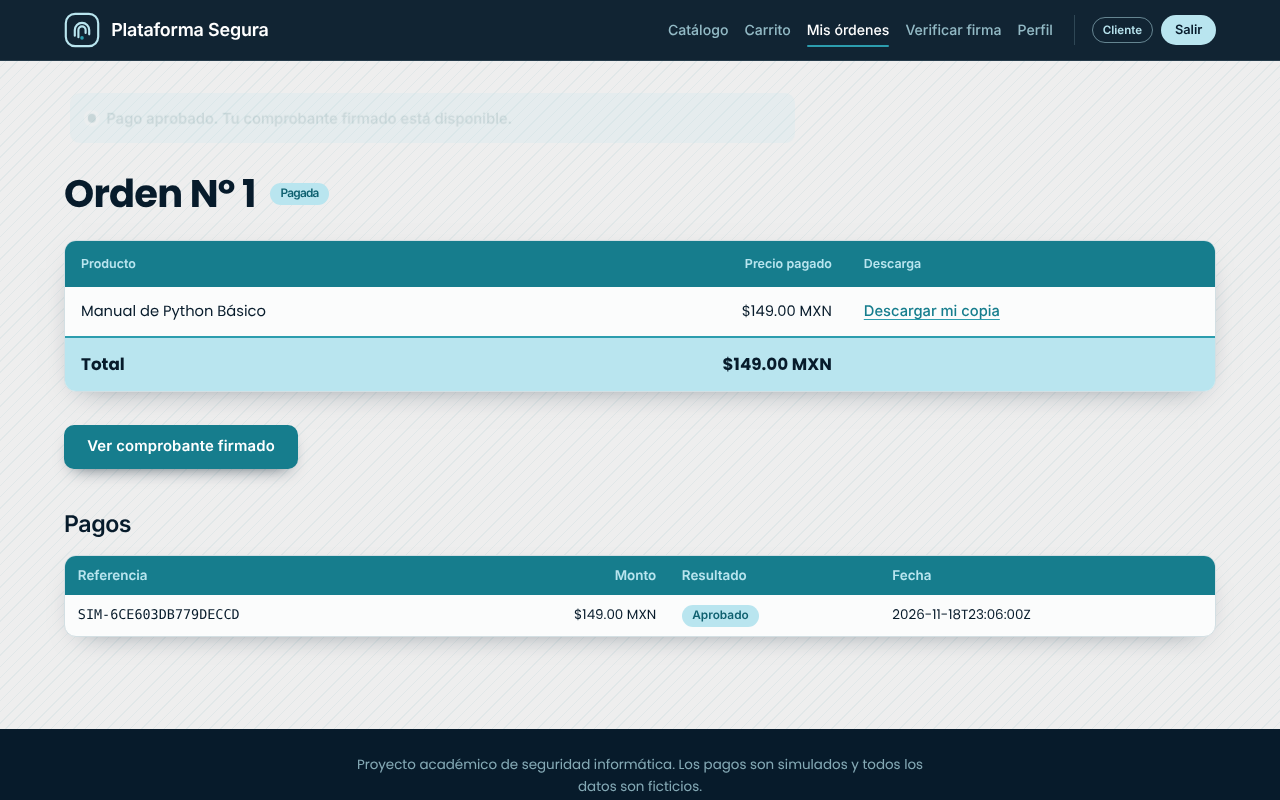 Plataforma Segura
Catálogo Carrito Mis órdenes Verificar firma Perfil Cliente Salir
Pago aprobado. Tu comprobante firmado está disponible.
Orden Nº 1 Pagada
Producto Precio pagado Descarga
Manual de Python Básico $149.00 MXN Descargar mi copia
Total $149.00 MXN
Ver comprobante firmado
Pagos
Referencia Monto Resultado Fecha
SIM-6CE603DB779DECCD $149.00 MXN Aprobado 2026-11-18T23:06:00Z
Proyecto académico de seguridad informática. Los pagos son simulados y todos los
datos son ficticios.